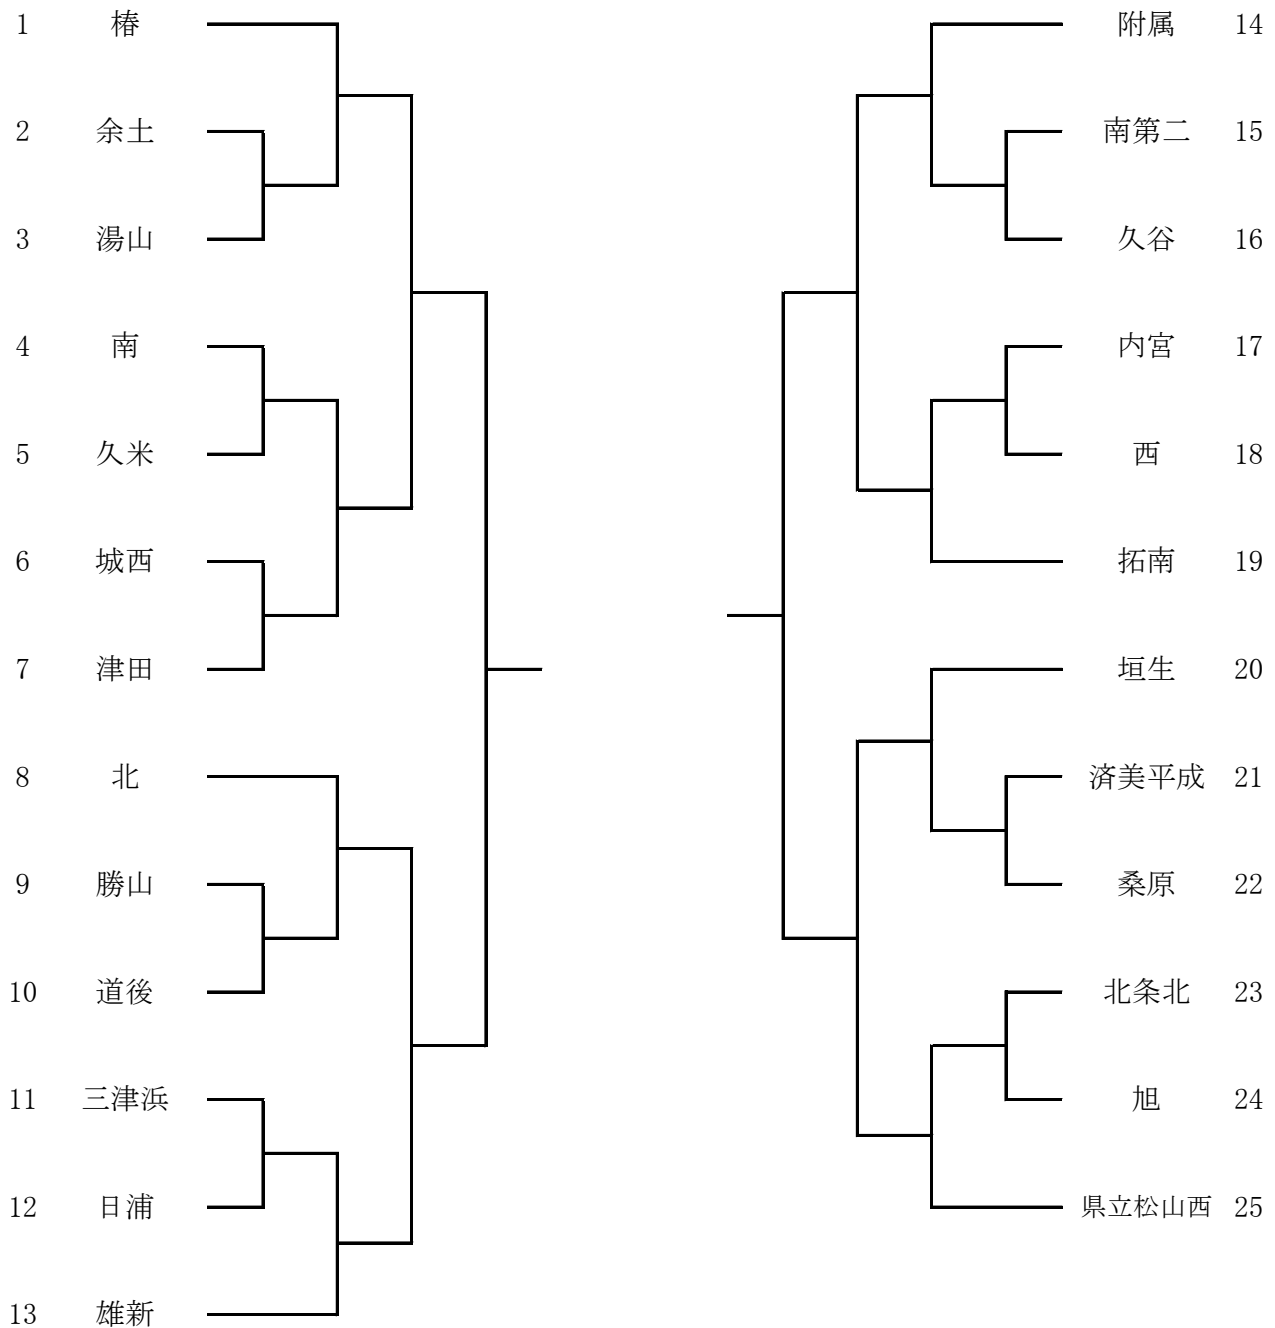 1 椿
2 余土
3 湯山
4 南
5 久米
6 城西
7 津田
8 北
9 勝山
10 道後
11 三津浜
12 日浦
13 雄新
附属 14
南第二 15
久谷 16
内宮 17
西 18
拓南 19
垣生 20
済美平成 21
桑原 22
北条北 23
旭 24
県立松山西 25